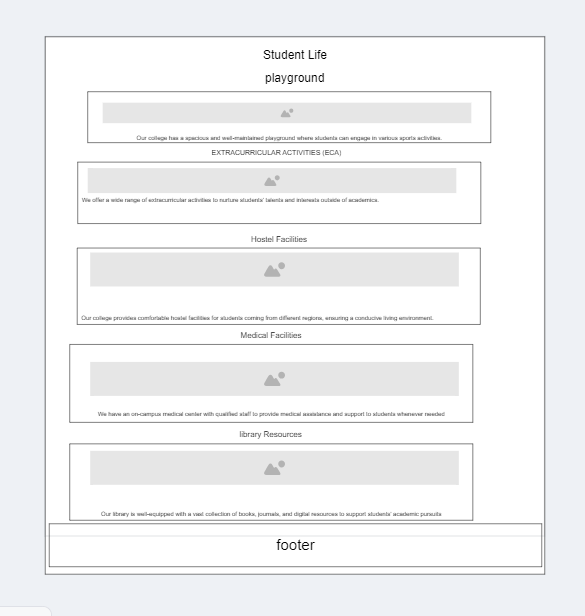 Student Life
playground
Our college has a spacious and well-maintained playground where students can engage in various sports activities.
EXTRACURRICULAR ACTIVITIES (ECA)
We offer a wide range of extracurricular activities to nurture students' talents and interests outside of academics.
Hostel Facilities
Our college provides comfortable hostel facilities for students coming from different regions, ensuring a conducive living environment.
Medical Facilities
We have an on-campus medical center with qualified staff to provide medical assistance and support to students whenever needed
library Resources
Our library is well-equipped with a vast collection of books, journals, and digital resources to support students' academic pursuits
footer